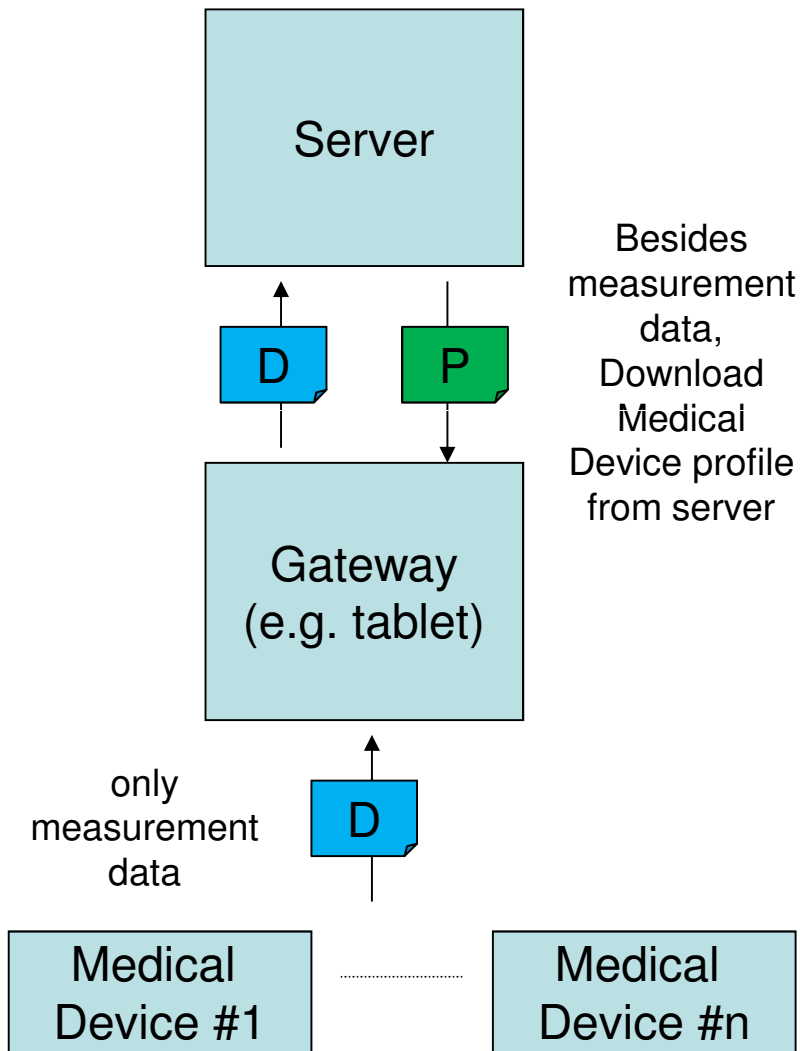 Server
Besides
measurement
data,
Download
Medical
Device profile
from server
D
P
Gateway
(e.g. tablet)
only
measurement
data
D
Medical
Device #1
Medical
Device #n